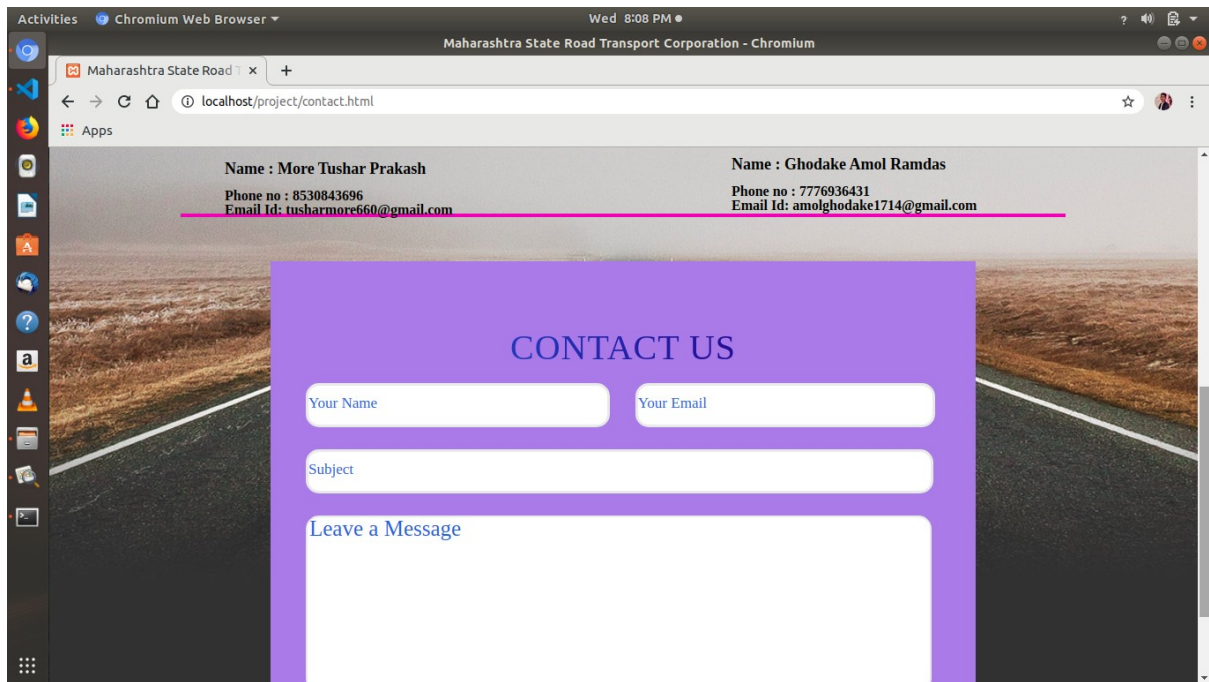 Activities Chromium Web Browser Wed 8:08 PM
Maharashtra State Road Transport Corporation - Chromium
Maharashtra State Road T
localhost/project/contact.html
Apps
Name : More Tushar Prakash
Name : Ghodake Amol Ramdas
Phone no : 8530843696
Phone no : 7776936431
Email Id: tusharmore660@gmail.com
Email Id: amolghodake1714@gmail.com
CONTACT US
Your Name Your Email
Subject
Leave a Message